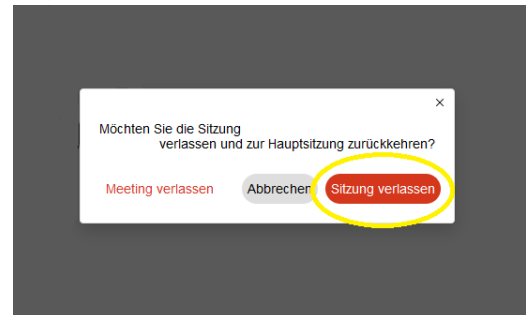 Möchten Sie die Sitzung
verlassen und zur Hauptsitzung zurückkehren?
Meeting verlassen Abbrechen Sitzung verlassen